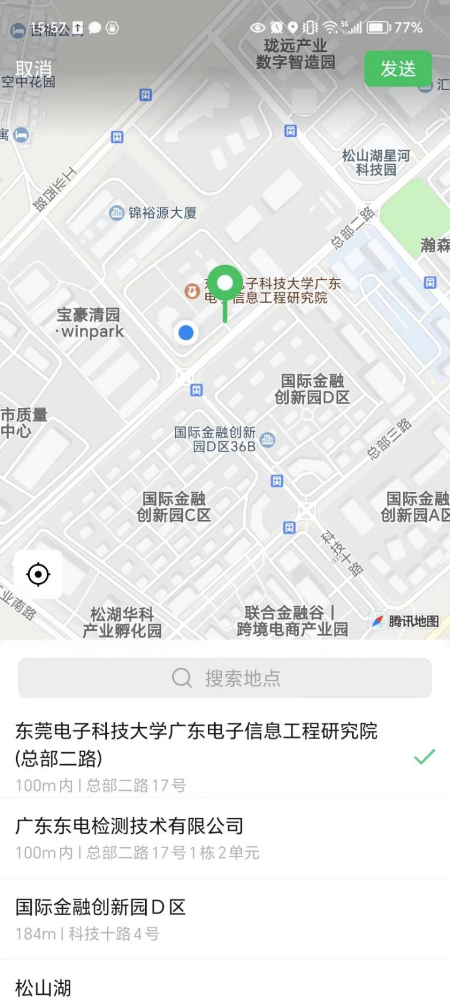 15:57
5G
77%
百福公寓
珑远产业
数字智造园
取消
发送
空中花园
汇
寓
松山湖星河
科技园
工业西路
锦裕源大厦
总部二路
瀚森
电子科技大学广东
电子信息工程研究院
宝豪清园
·winpark
国际金融
创新园D区
市质量
中心
国际金融创新
园D区36B
总部三路
国际金融
创新园C区
国际金融
创新园A区
科技十路
工业南路
松湖华科
产业孵化园
联合金融谷|
跨境电商产业园
腾讯地图
搜索地点
东莞电子科技大学广东电子信息工程研究院
(总部二路)
100m内 | 总部二路17号
广东东电检测技术有限公司
100m内 | 总部二路17号1栋2单元
国际金融创新园D区
184m | 科技十路4号
松山湖